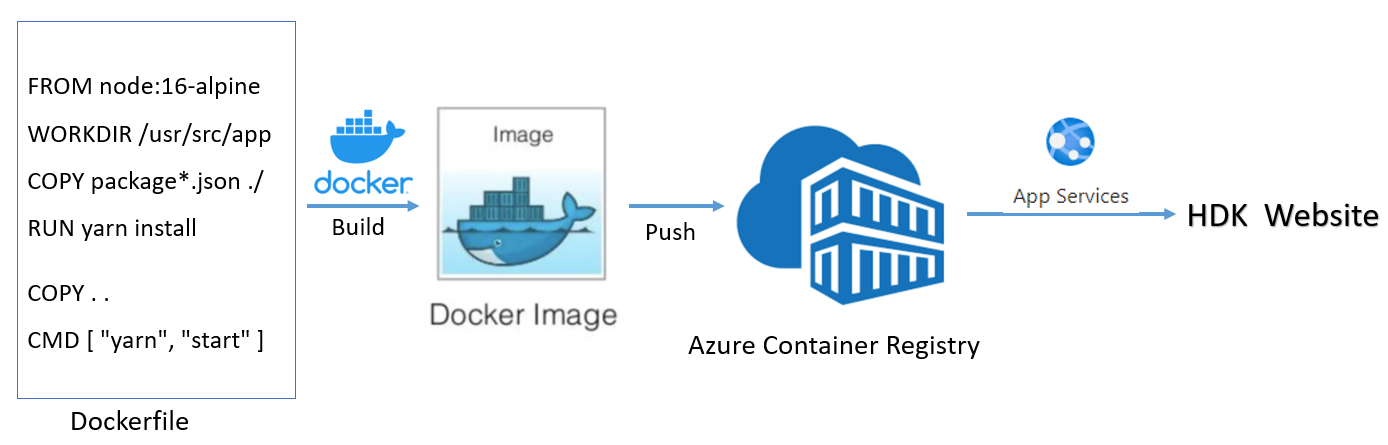 FROM node:16-alpine
WORKDIR /usr/src/app
COPY package*.json ./
RUN yarn install
COPY . .
CMD [ "yarn", "start" ]
Dockerfile
docker
Build
Image
Docker Image
Push
Azure Container Registry
App Services
HDK Website